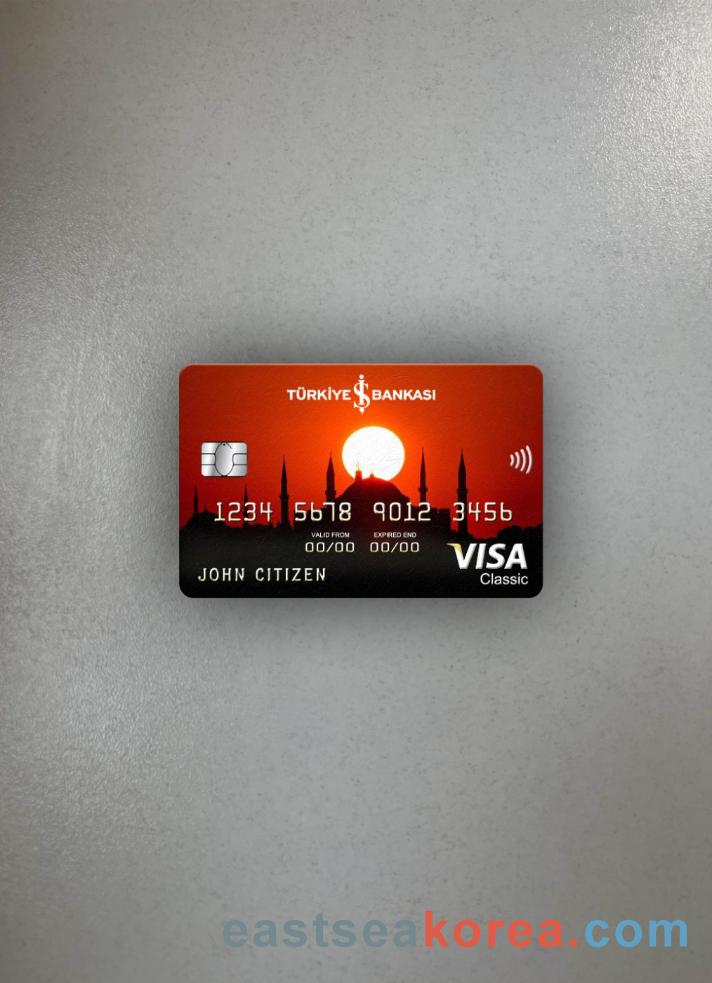 TÜRKİYE İŞ BANKASI
1234 5678 9012 3456
VALID FROM EXPIRED END
00/00 00/00
JOHN CITIZEN
VISA
Classic
eastseakorea.com